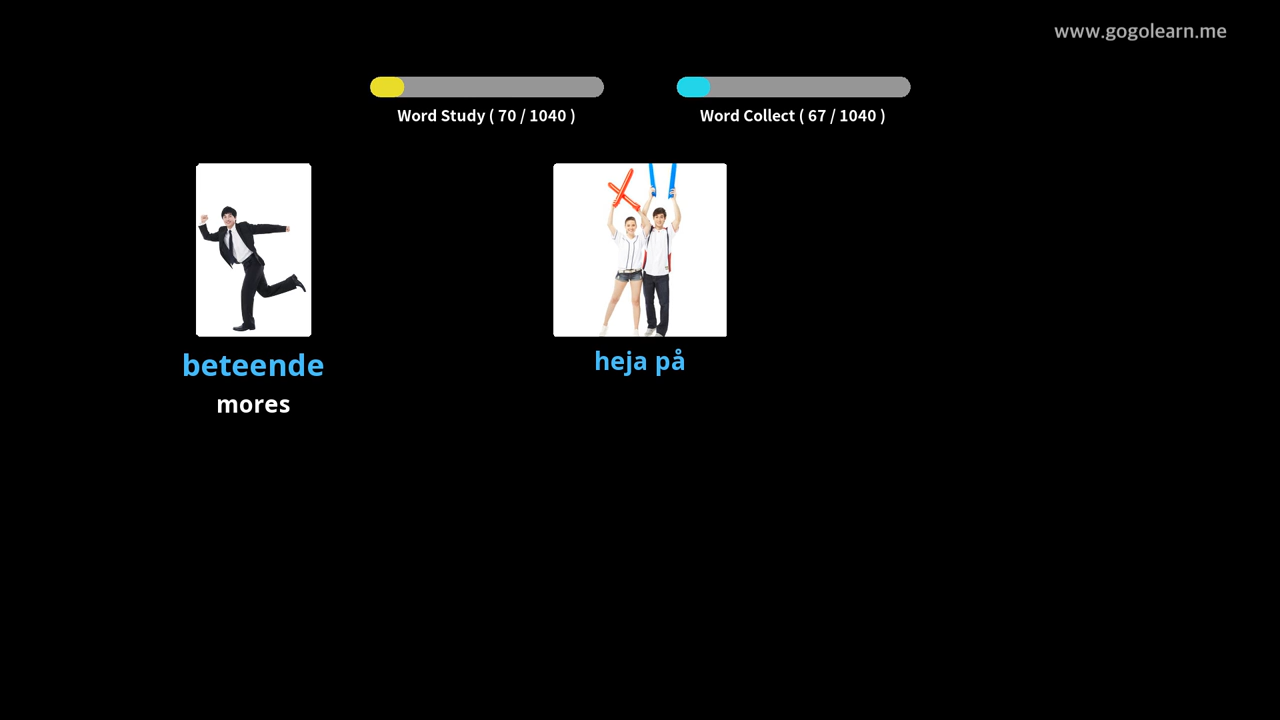 www.gogolearn.me
Word Study ( 70 / 1040 )
Word Collect ( 67 / 1040 )
beteende
mores
heja på